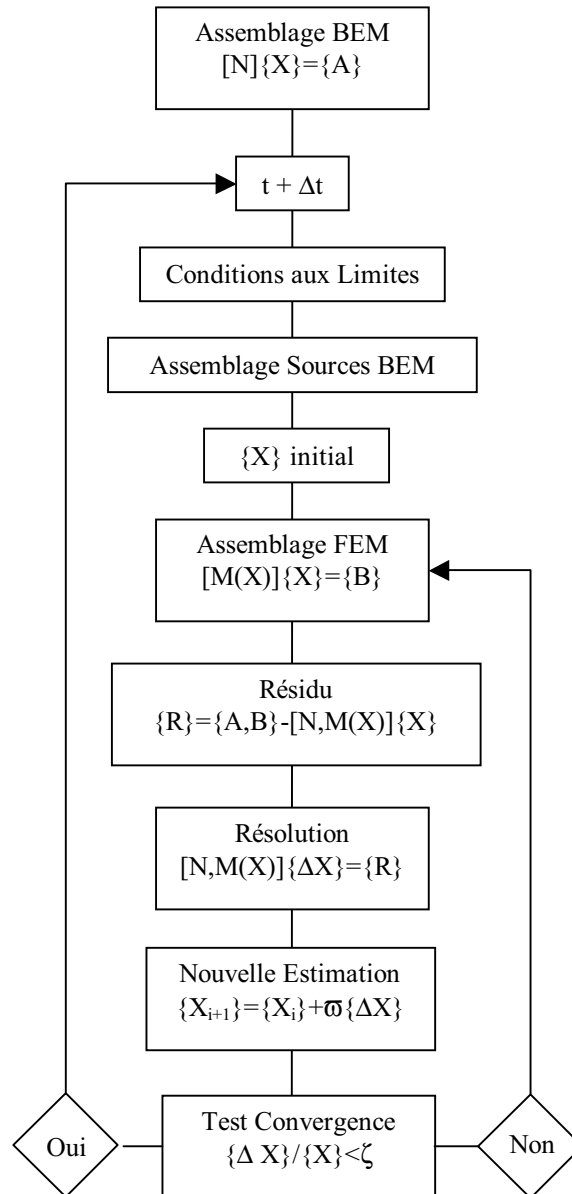 Assemblage BEM
[N]{X}={A}
t + Δt
Conditions aux Limites
Assemblage Sources BEM
{X} initial
Assemblage FEM
[M(X)]{X}={B}
Résidu
{R}={A,B}-[N,M(X)]{X}
Résolution
[N,M(X)]{ΔX}={R}
Nouvelle Estimation
{Xi+1}={Xi}+ϖ{ΔX}
Test Convergence
{Δ X}/{X}<ζ
Oui
Non